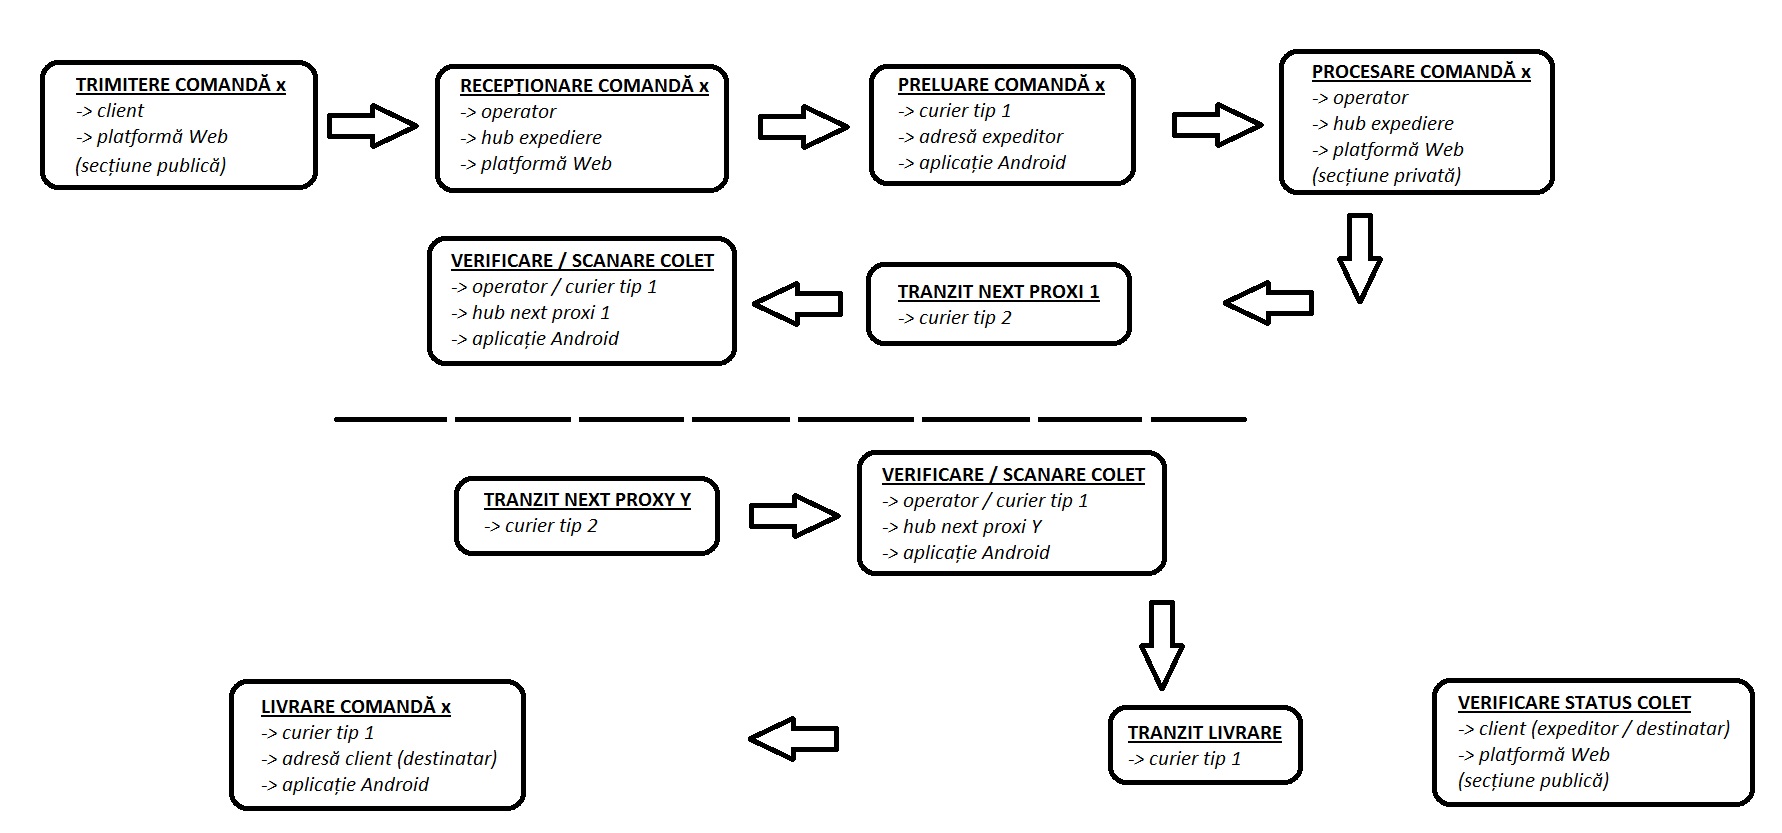 TRIMITERE COMANDĂ x
-> client
-> platformă Web
(secțiune publică)
RECEPȚIONARE COMANDĂ x
-> operator
-> hub expediere
-> platformă Web
PRELUARE COMANDĂ x
-> curier tip 1
-> adresă expeditor
-> aplicație Android
PROCESARE COMANDĂ x
-> operator
-> hub expediere
-> platformă Web
(secțiune privată)
VERIFICARE / SCANARE COLET
-> operator / curier tip 1
-> hub next proxi 1
-> aplicație Android
TRANZIT NEXT PROXI 1
-> curier tip 2
TRANZIT NEXT PROXY Y
-> curier tip 2
VERIFICARE / SCANARE COLET
-> operator / curier tip 1
-> hub next proxi Y
-> aplicație Android
LIVRARE COMANDĂ x
-> curier tip 1
-> adresă client (destinatar)
-> aplicație Android
TRANZIT LIVRARE
-> curier tip 1
VERIFICARE STATUS COLET
-> client (expeditor / destinatar)
-> platformă Web
(secțiune publică)